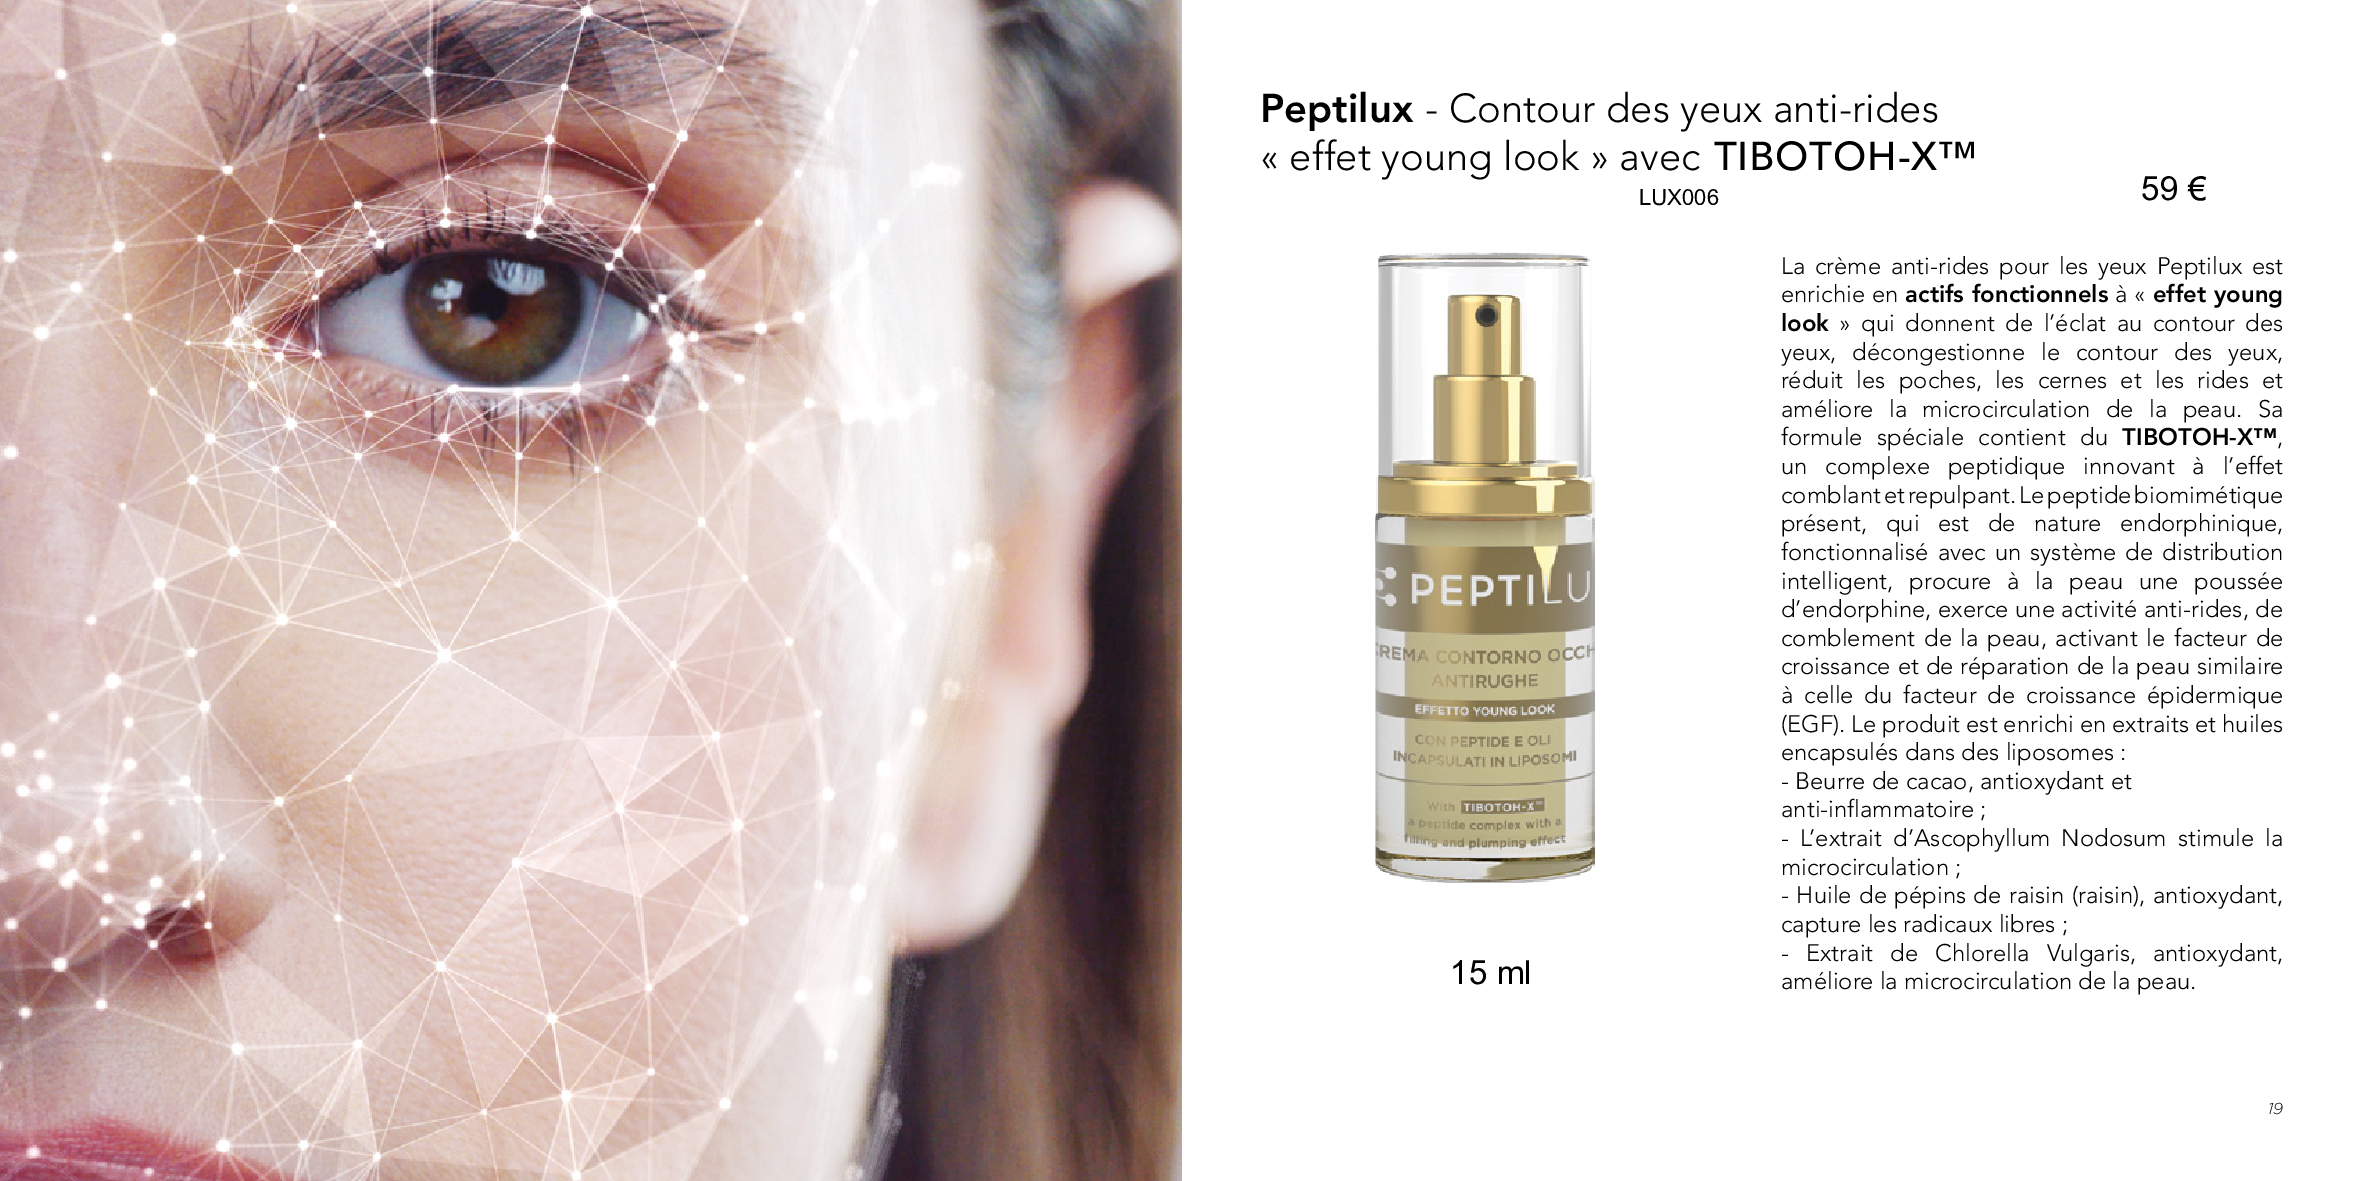 Peptilux - Contour des yeux anti-rides
« effet young look » avec TIBOTOH-X™
LUX006
59 €
PEPTILU
CREMA CONTORNO OCCH
ANTIRUGHE
EFFETTO YOUNG LOOK
CON PEPTIDE E OLI
INCAPSULATI IN LIPOSOMI
With TIBOTOH-X™
a peptide complex with a
filling and plumping effect
15 ml
La crème anti-rides pour les yeux Peptilux est
enrichie en actifs fonctionnels à « effet young
look » qui donnent de l’éclat au contour des
yeux, décongestionne le contour des yeux,
réduit les poches, les cernes et les rides et
améliore la microcirculation de la peau. Sa
formule spéciale contient du TIBOTOH-X™,
un complexe peptidique innovant à l’effet
comblant et repulpant. Le peptide biomimétique
présent, qui est de nature endorphinique,
fonctionnalisé avec un système de distribution
intelligent, procure à la peau une poussée
d’endorphine, exerce une activité anti-rides, de
comblement de la peau, activant le facteur de
croissance et de réparation de la peau similaire
à celle du facteur de croissance épidermique
(EGF). Le produit est enrichi en extraits et huiles
encapsulés dans des liposomes :
- Beurre de cacao, antioxydant et
anti-inflammatoire ;
- L’extrait d’Ascophyllum Nodosum stimule la
microcirculation ;
- Huile de pépins de raisin (raisin), antioxydant,
capture les radicaux libres ;
- Extrait de Chlorella Vulgaris, antioxydant,
améliore la microcirculation de la peau.
19